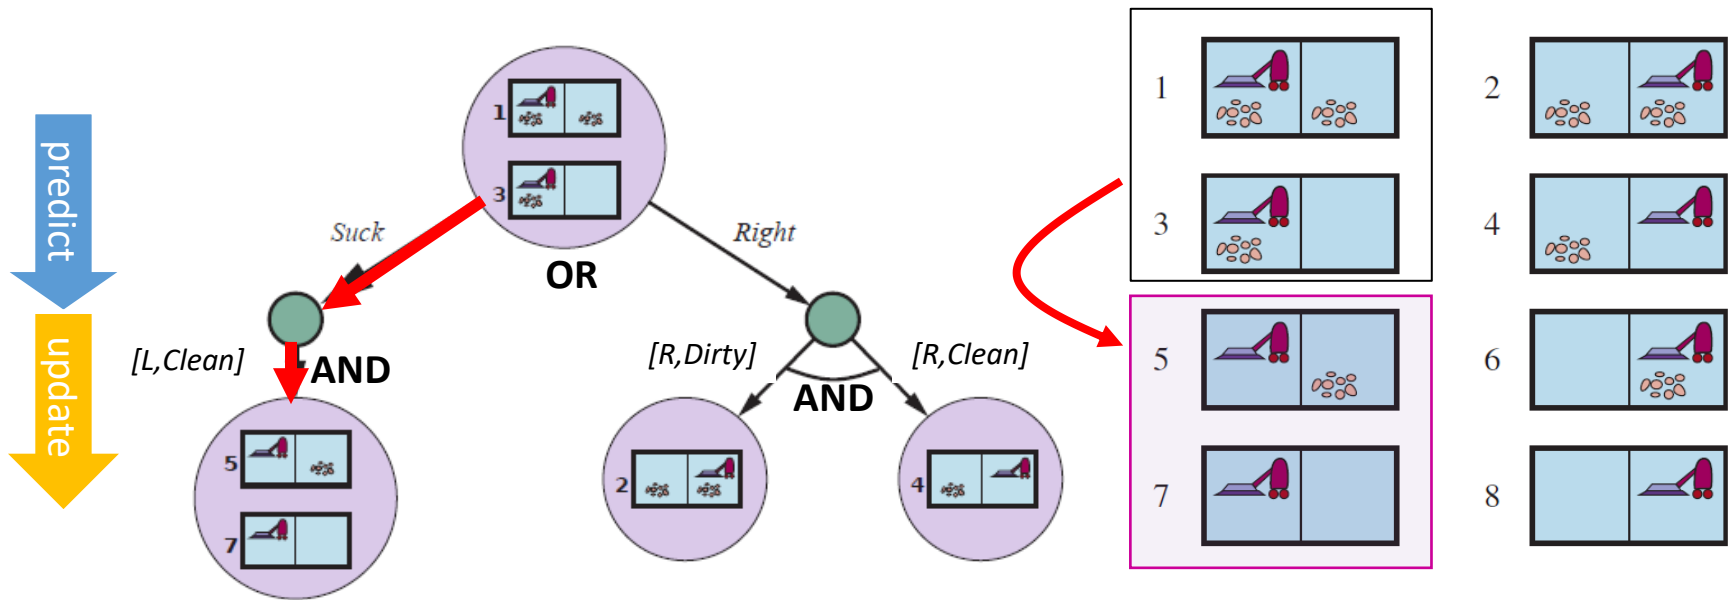 predict
update
1
3
Suck
Right
OR
[L,Clean]
AND
[R,Dirty]
[R,Clean]
AND
5
7
2
4
1
2
3
4
5
6
7
8